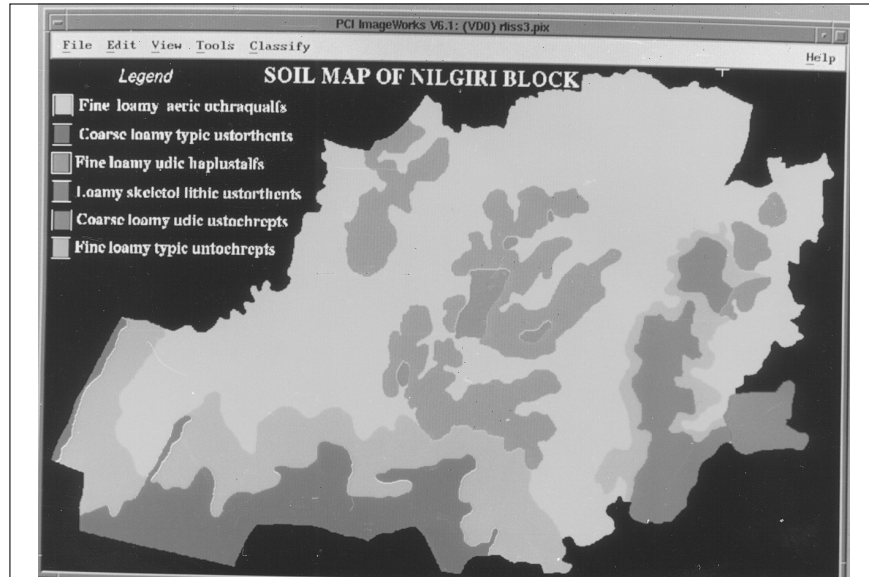 PCI ImageWorks V6.1: (VD0) rliss3.pix
File Edit View Tools Classify Help
Legend SOIL MAP OF NILGIRI BLOCK
Fine loamy aeric ochraqualfs
Coarse loamy typic ustorthents
Fine loamy udic haplustalfs
Loamy skeletol lithic ustorthents
Coarse loamy udic ustochrepts
Fine loamy typic untochrepts